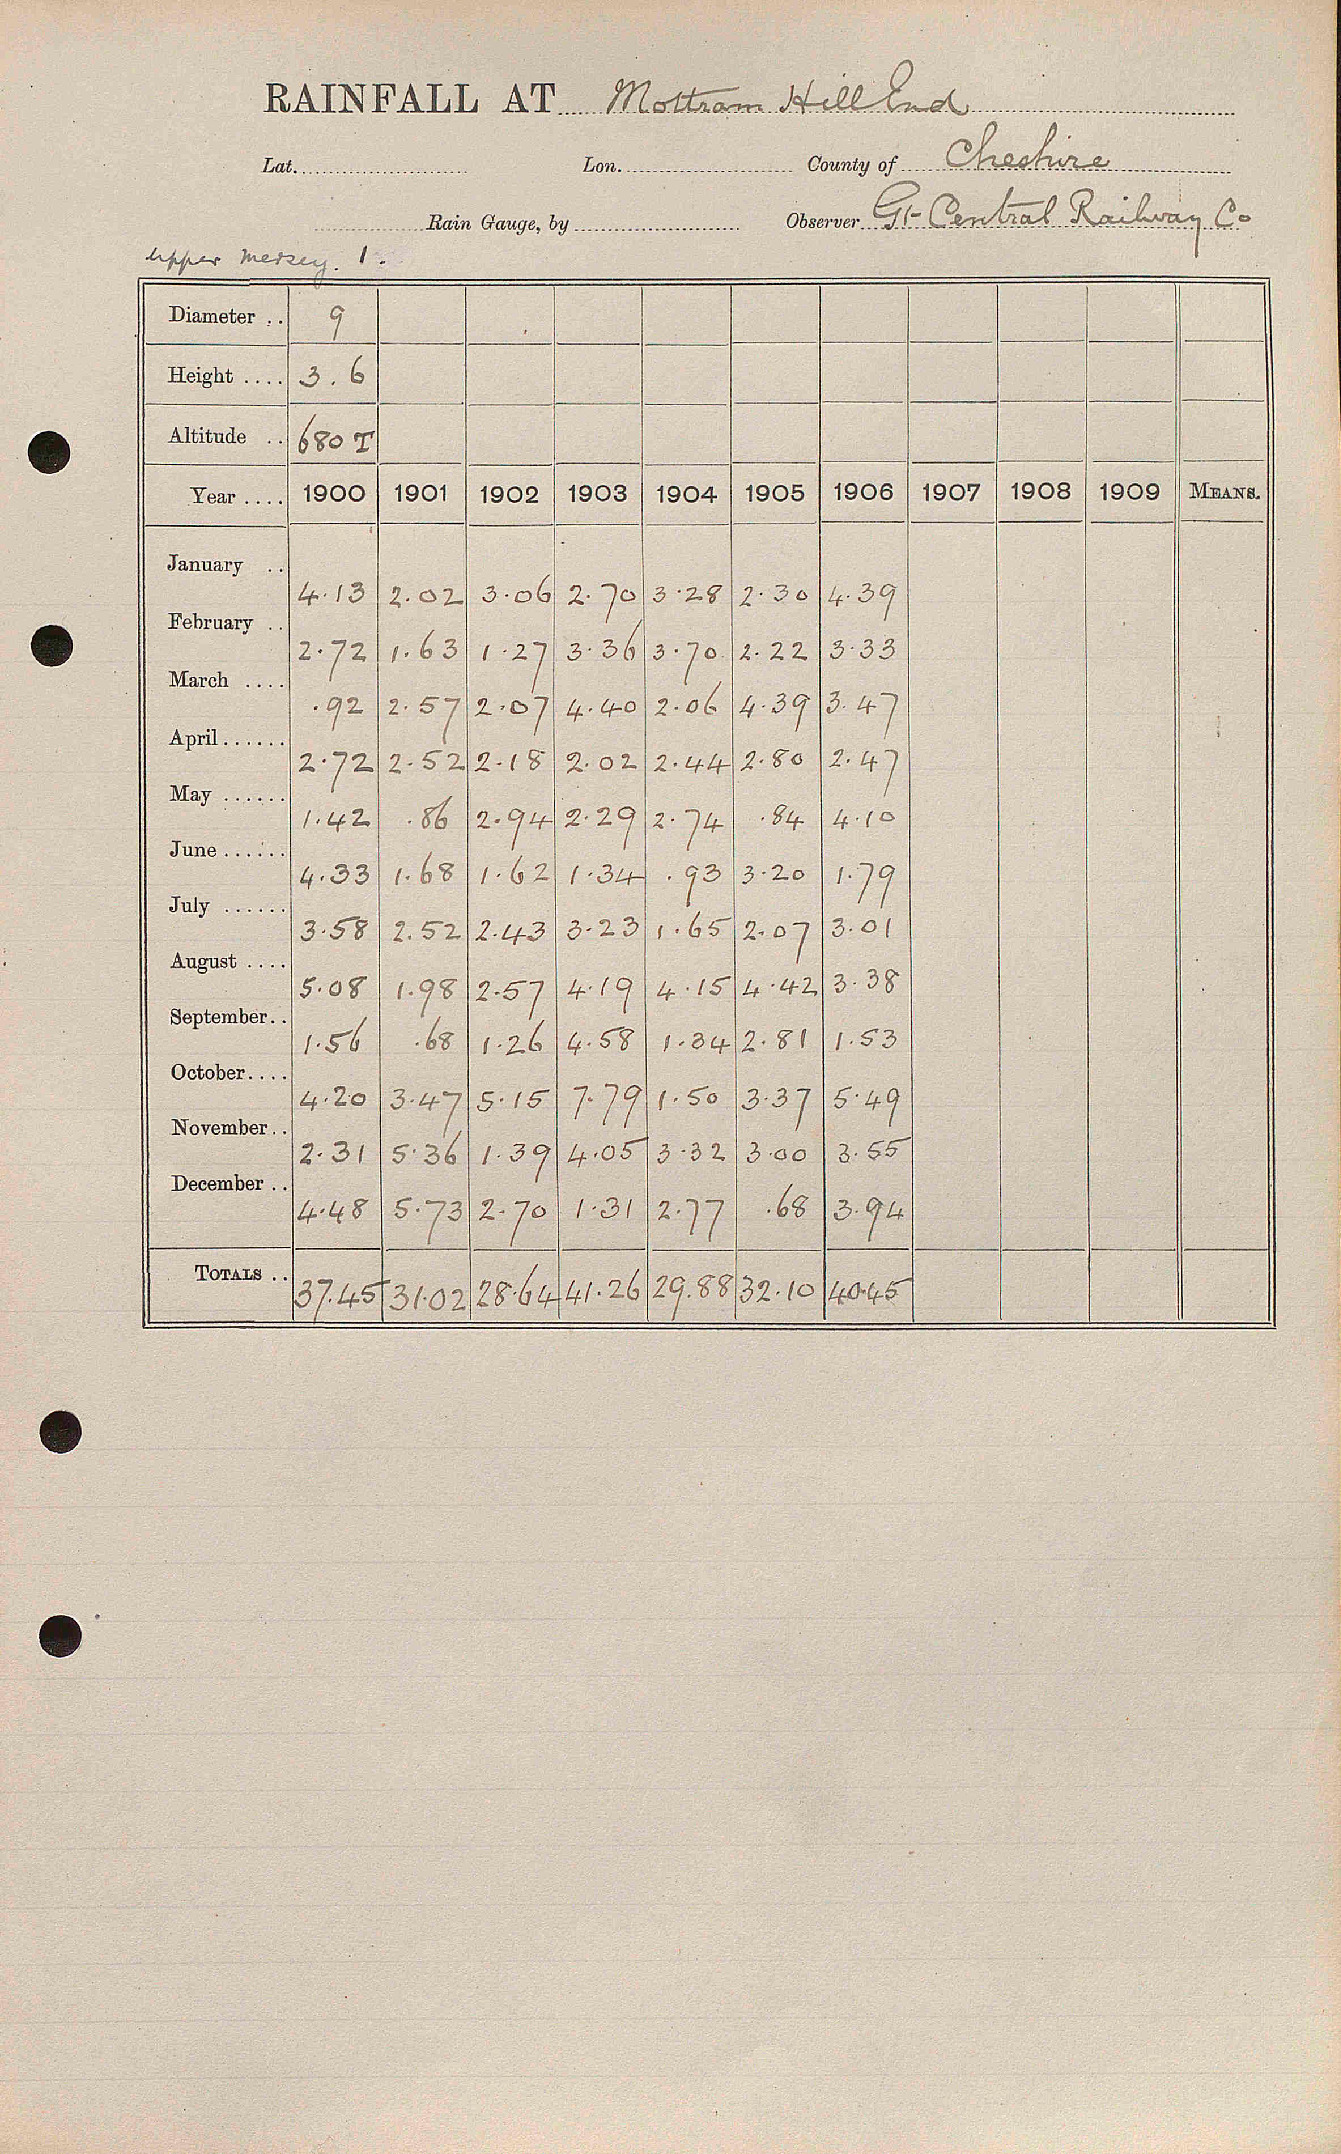 RAINFALL AT Mottram Hill End
Lat. Lon. County of Cheshire
Rain Gauge, by Observer Gt Central Railway Co
Upper Mersey. 1.
Diameter .. 9
Height .... 3.6
Altitude .. 680 T
Year .... 1900 1901 1902 1903 1904 1905 1906 1907 1908 1909 MEANS.
January .. 4.13 2.02 3.06 2.70 3.28 2.30 4.39
February .. 2.72 1.63 1.27 3.36 3.70 2.22 3.33
March .... .92 2.57 2.07 4.40 2.06 4.39 3.47
April...... 2.72 2.52 2.18 2.02 2.44 2.80 2.47
May ...... 1.42 .86 2.94 2.29 2.74 .84 4.10
June ...... 4.33 1.68 1.62 1.34 .93 3.20 1.79
July ...... 3.58 2.52 2.43 3.23 1.65 2.07 3.01
August .... 5.08 1.98 2.57 4.19 4.15 4.42 3.38
September.. 1.56 .68 1.26 4.58 1.34 2.81 1.53
October.... 4.20 3.47 5.15 7.79 1.50 3.37 5.49
November.. 2.31 5.36 1.39 4.05 3.32 3.00 3.55
December .. 4.48 5.73 2.70 1.31 2.77 .68 3.94
TOTALS .. 37.45 31.02 28.64 41.26 29.88 32.10 40.45